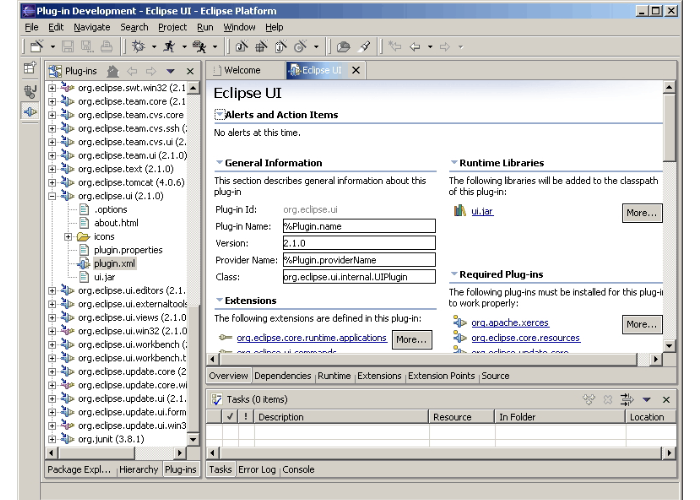 Plug-in Development - Eclipse UI - Eclipse Platform
File Edit Navigate Search Project Run Window Help
Plug-ins
org.eclipse.swt.win32 (2.1
org.eclipse.team.core (2.1
org.eclipse.team.cvs.core
org.eclipse.team.cvs.ssh (
org.eclipse.team.cvs.ui (2.
org.eclipse.team.ui (2.1.0)
org.eclipse.text (2.1.0)
org.eclipse.tomcat (4.0.6)
org.eclipse.ui (2.1.0)
.options
about.html
icons
plugin.properties
plugin.xml
ui.jar
org.eclipse.ui.editors (2.1.
org.eclipse.ui.externaltools
org.eclipse.ui.views (2.1.0
org.eclipse.ui.win32 (2.1.0
org.eclipse.ui.workbench (
org.eclipse.ui.workbench.t
org.eclipse.update.core (2
org.eclipse.update.core.wi
org.eclipse.update.ui (2.1.
org.eclipse.update.ui.form
org.eclipse.update.ui.win3
org.junit (3.8.1)
Package Expl... Hierarchy Plug-ins
Welcome Eclipse UI
Eclipse UI
Alerts and Action Items
No alerts at this time.
General Information
This section describes general information about this
plug-in
Plug-in Id: org.eclipse.ui
Plug-in Name: %Plugin.name
Version: 2.1.0
Provider Name: %Plugin.providerName
Class: org.eclipse.ui.internal.UIPlugin
Extensions
The following extensions are defined in this plug-in:
org.eclipse.core.runtime.applications More...
org.eclipse.ui.commands
Runtime Libraries
The following libraries will be added to the classpath
of this plug-in:
ui.jar More...
Required Plug-ins
The following plug-ins must be installed for this plug-in
to work properly:
org.apache.xerces More...
org.eclipse.core.resources
org.eclipse.update.core
Overview Dependencies Runtime Extensions Extension Points Source
Tasks (0 items)
! Description Resource In Folder Location
Tasks Error Log Console